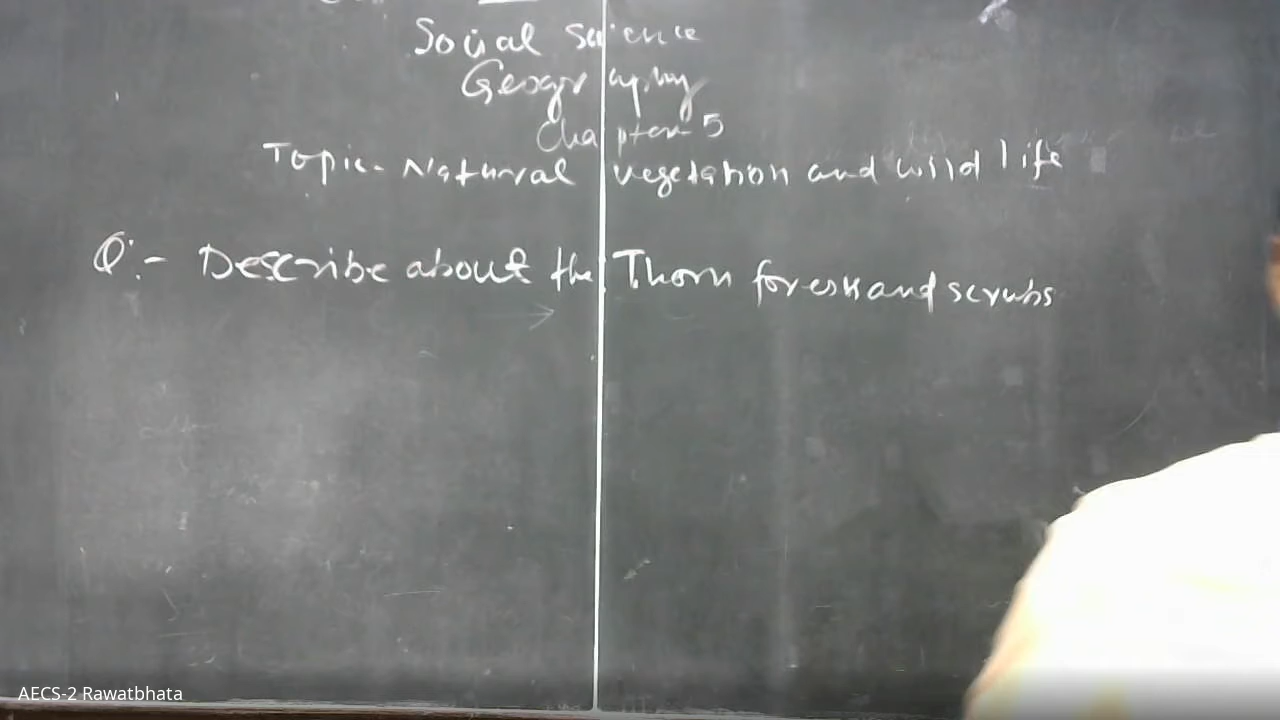 Social Science
Geography
Chapter 5
Topic - Natural vegetation and wild life
Q:- Describe about the Thorn forest and scrubs
AECS-2 Rawatbhata